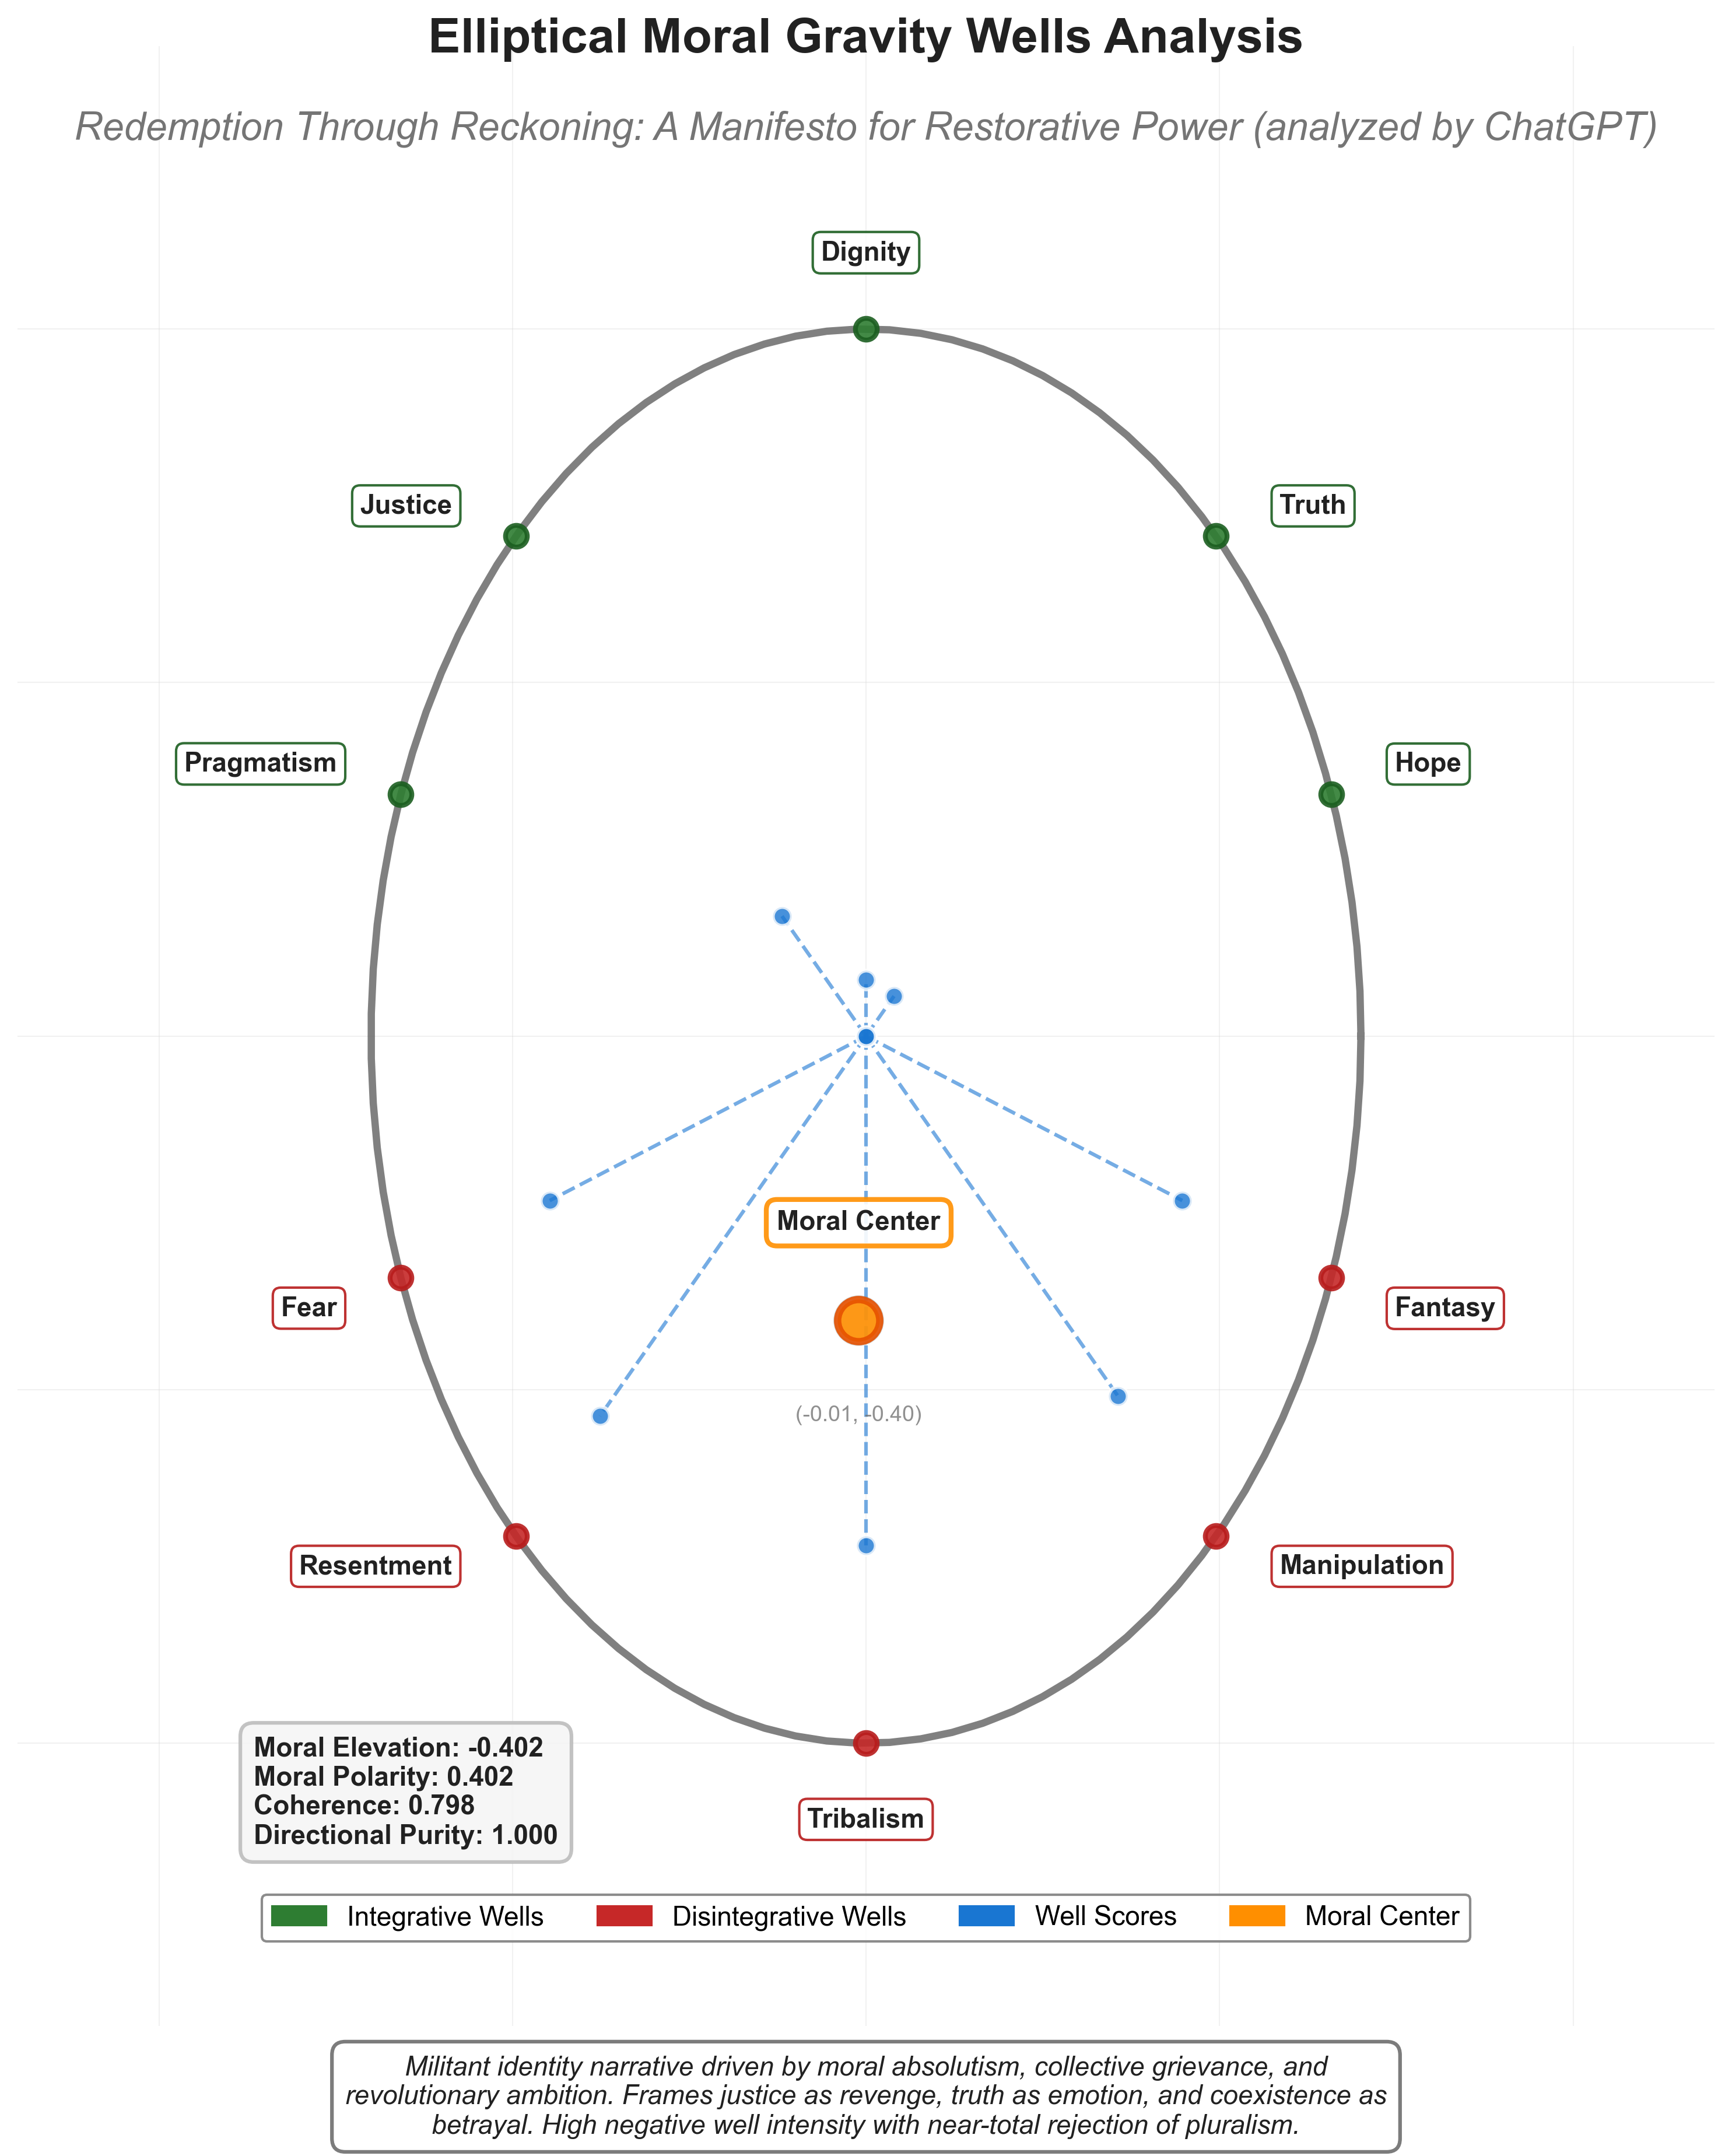 Elliptical Moral Gravity Wells Analysis
Redemption Through Reckoning: A Manifesto for Restorative Power (analyzed by ChatGPT)
Dignity
Justice
Truth
Pragmatism
Hope
Moral Center
Fear
Fantasy
(-0.01, -0.40)
Resentment
Manipulation
Moral Elevation: -0.402
Moral Polarity: 0.402
Coherence: 0.798
Directional Purity: 1.000
Tribalism
Integrative Wells
Disintegrative Wells
Well Scores
Moral Center
Militant identity narrative driven by moral absolutism, collective grievance, and
revolutionary ambition. Frames justice as revenge, truth as emotion, and coexistence as
betrayal. High negative well intensity with near-total rejection of pluralism.